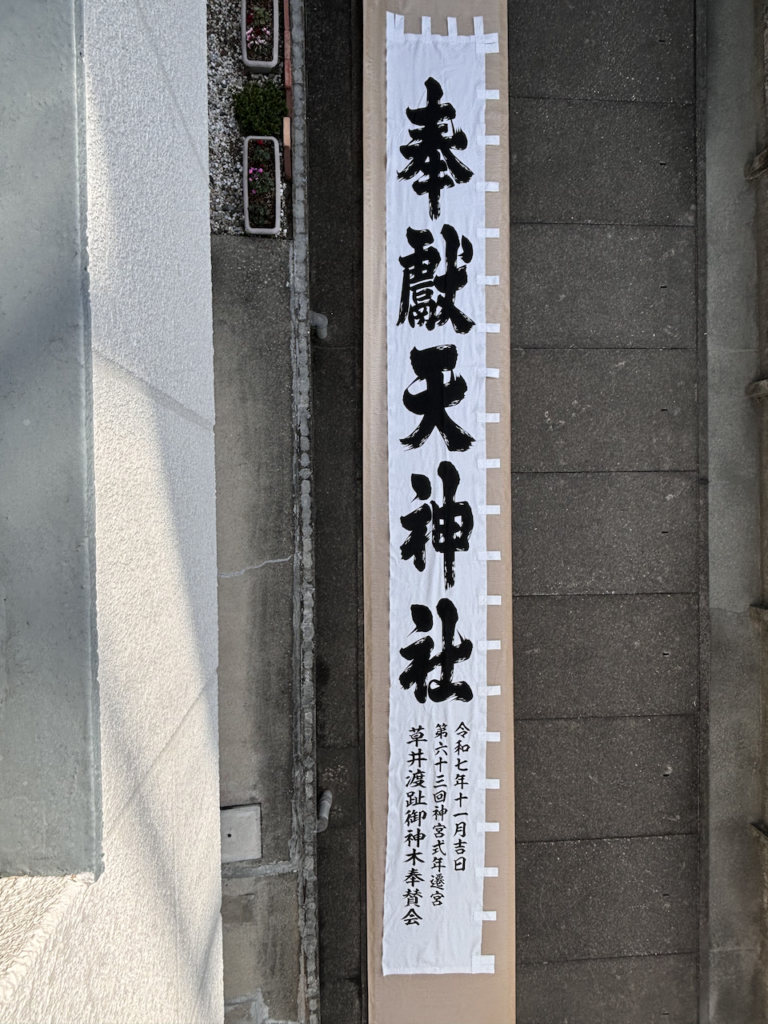 奉獻天神社
令和七年十一月吉日
第六十三回神宮式年遷宮
草井渡趾御神木奉賛会